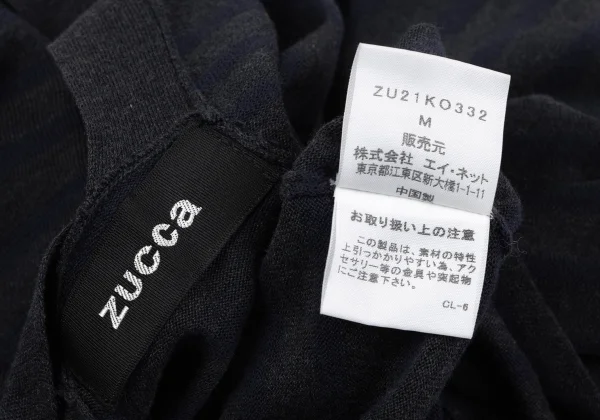 zucca
ZU21KO332
M
販売元
株式会社 エイ・ネット
東京都江東区新大橋1-1-11
中国製
お取り扱い上の注意
この製品は、素材の特性
上引つかかりやすい為、アク
セサリー等の金具や突起物
にご注意下さい。
CL-6